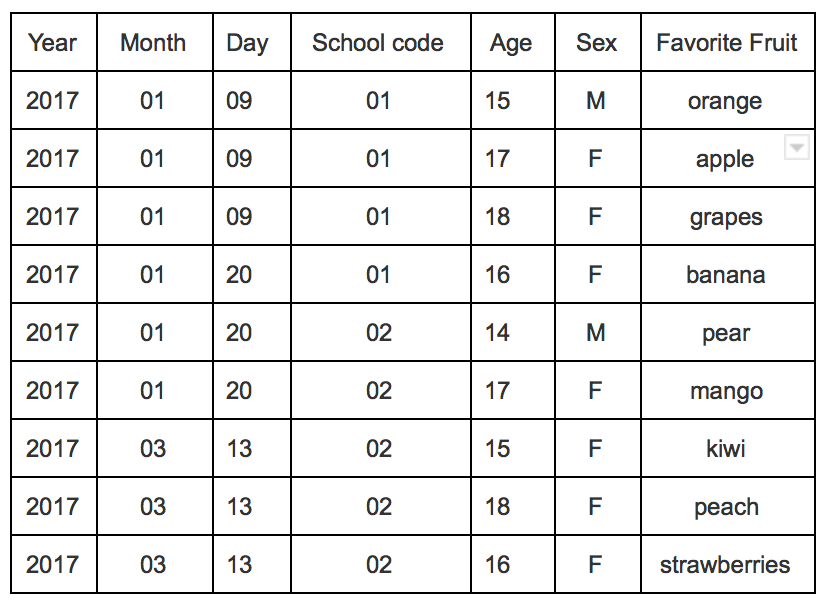 Year Month Day School code Age Sex Favorite Fruit
2017 01 09 01 15 M orange
2017 01 09 01 17 F apple
2017 01 09 01 18 F grapes
2017 01 20 01 16 F banana
2017 01 20 02 14 M pear
2017 01 20 02 17 F mango
2017 03 13 02 15 F kiwi
2017 03 13 02 18 F peach
2017 03 13 02 16 F strawberries